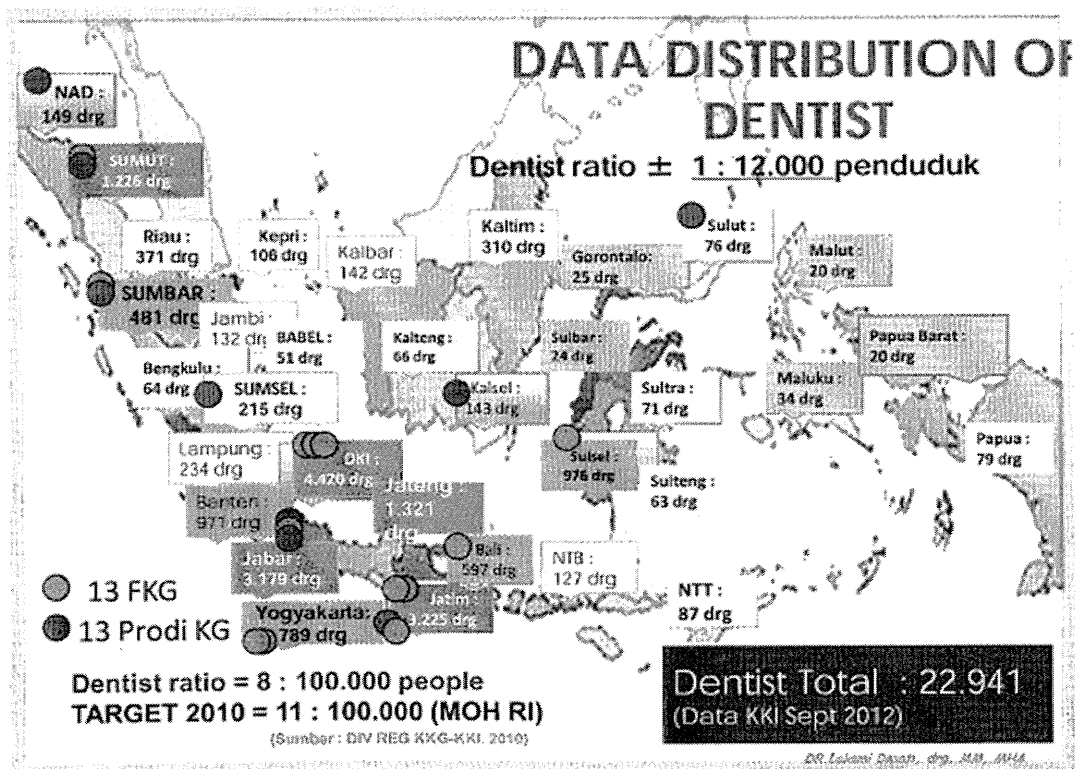 DATA DISTRIBUTION OF
DENTIST
Dentist ratio ± 1 : 12.000 penduduk
NAD :
149 drg
SUMUT :
1.226 drg
Riau :
371 drg
Kepri :
106 drg
Kalbar :
142 drg
Kaltim :
310 drg
Gorontalo:
25 drg
Sulut :
76 drg
Malut :
20 drg
SUMBAR :
481 drg
Jambi :
132 drg
BABEL :
51 drg
Kalteng :
66 drg
Sulbar :
24 drg
Papua Barat :
20 drg
Bengkulu :
64 drg
SUMSEL :
215 drg
Kalsel :
143 drg
Sultra :
71 drg
Maluku :
34 drg
Lampung :
234 drg
DKI :
4.420 drg
Sulsel :
976 drg
Sulteng :
63 drg
Papua :
79 drg
Banten :
Jateng :
1.321
drg
Jabar :
3.179 drg
Bali :
597 drg
NTB :
127 drg
NTT :
87 drg
Jatim :
3.225 drg
Yogyakarta:
789 drg
13 FKG
13 Prodi KG
Dentist ratio = 8 : 100.000 people
TARGET 2010 = 11 : 100.000 (MOH RI)
(Sumber : DIV REG KKG-KKI. 2010)
Dentist Total : 22.941
(Data KKI Sept 2012)